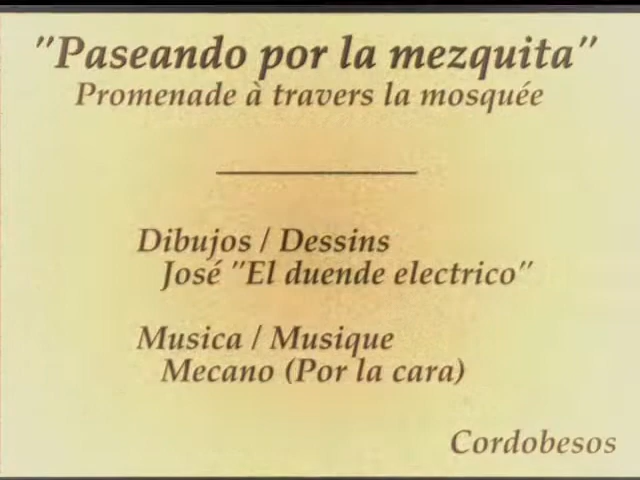 "Paseando por la mezquita"
Promenade à travers la mosquée
Dibujos / Dessins
José "El duende electrico"
Musica / Musique
Mecano (Por la cara)
Cordobesos